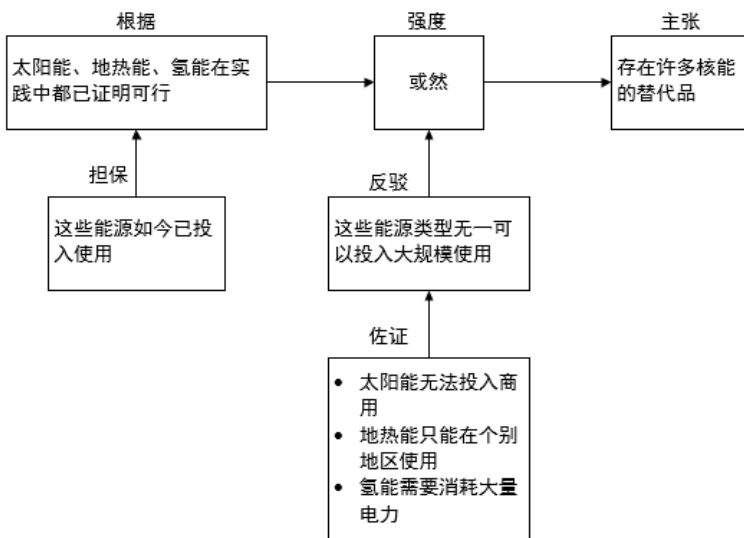 根据
强度
主张
太阳能、地热能、氢能在实
践中都已证明可行
或然
存在许多核能
的替代品
担保
反驳
这些能源如今已投
入使用
这些能源类型无一可
以投入大规模使用
佐证
• 太阳能无法投入商
用
• 地热能只能在个别
地区使用
• 氢能需要消耗大量
电力